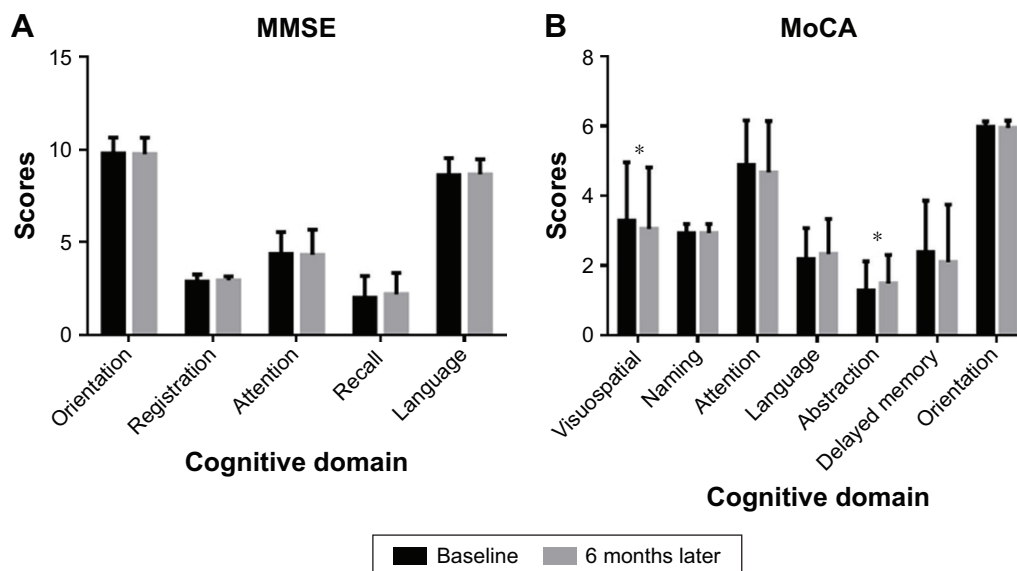 A
MMSE
Scores
15
10
5
0
Orientation
Registration
Attention
Recall
Language
Cognitive domain
B
MoCA
Scores
8
6
4
2
0
*
*
Visuospatial
Naming
Attention
Language
Abstraction
Delayed memory
Orientation
Cognitive domain
Baseline
6 months later